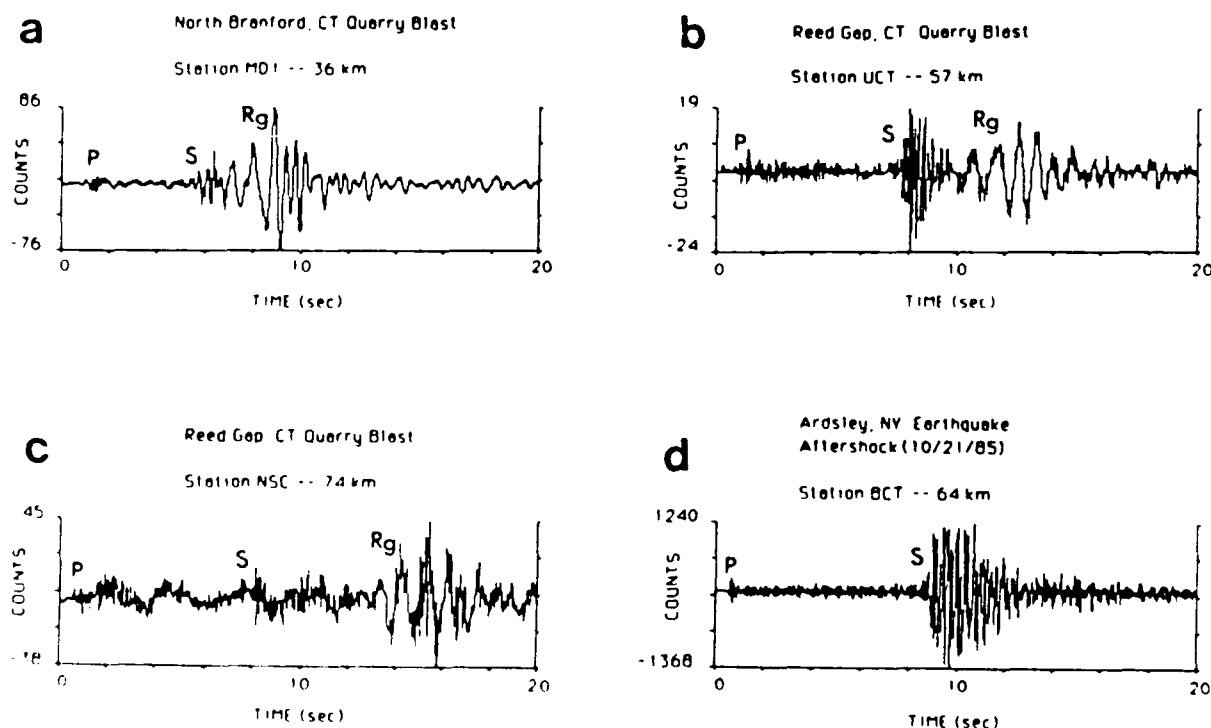 a
North Branford, CT Quarry Blast
Station MD1 -- 36 km
86
COUNTS
-76
P
S
Rg
0
10
20
TIME (sec)
b
Reed Gap, CT Quarry Blast
Station UCT -- 57 km
19
COUNTS
-24
P
S
Rg
0
10
20
TIME (sec)
c
Reed Gap, CT Quarry Blast
Station NSC -- 74 km
45
COUNTS
-38
P
S
Rg
0
10
20
TIME (sec)
d
Ardsley, NY Earthquake
Aftershock (10/21/85)
Station BCT -- 64 km
1240
COUNTS
-1368
P
S
0
10
20
TIME (sec)